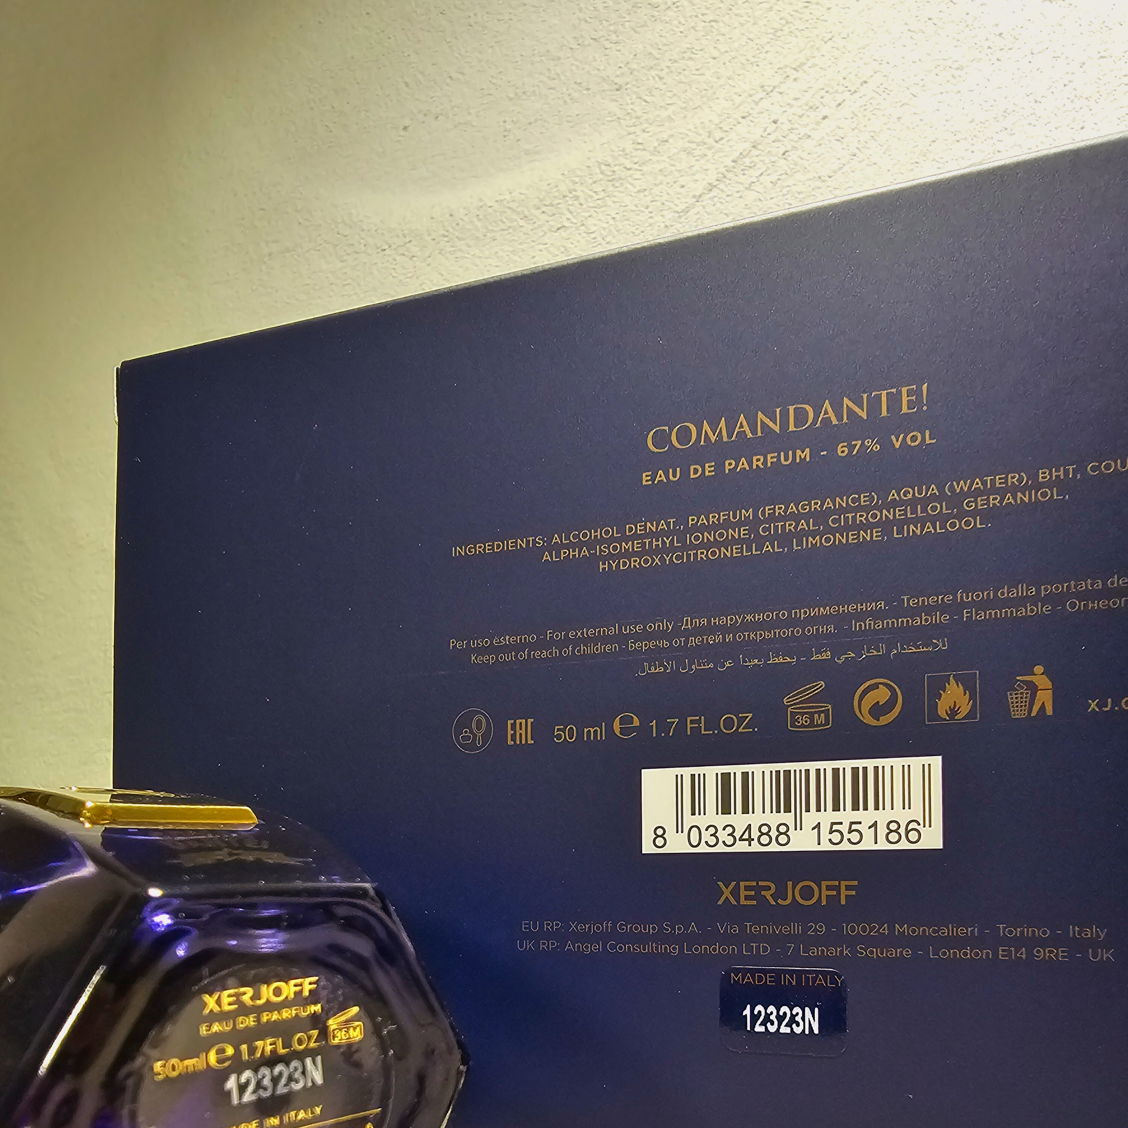 COMANDANTE!
EAU DE PARFUM - 67% VOL
INGREDIENTS: ALCOHOL DENAT., PARFUM (FRAGRANCE), AQUA (WATER), BHT,
ALPHA-ISOMETHYL IONONE, CITRAL, CITRONELLOL, GERANIOL,
HYDROXYCITRONELLAL, LIMONENE, LINALOOL.
Per uso esterno - For external use only -Для наружного применения. - Tenere fuori dalla portata
Keep out of reach of children - Беречь от детей и открытого огня. - Infiammabile - Flammable -
للاستخدام الخارجي فقط - يحفظ بعيداً عن متناول الأطفال.
EAC 50 ml e 1.7 FL.OZ. 36 M
8 033488 155186
XERJOFF
EU RP: Xerjoff Group S.p.A. - Via Tenivelli 29 - 10024 Moncalieri - Torino - Italy
UK RP: Angel Consulting London LTD - 7 Lanark Square - London E14 9RE - UK
MADE IN ITALY
12323N
XERJOFF
EAU DE PARFUM
50ml e 1.7FL.OZ. 36M
12323N
IN ITALY